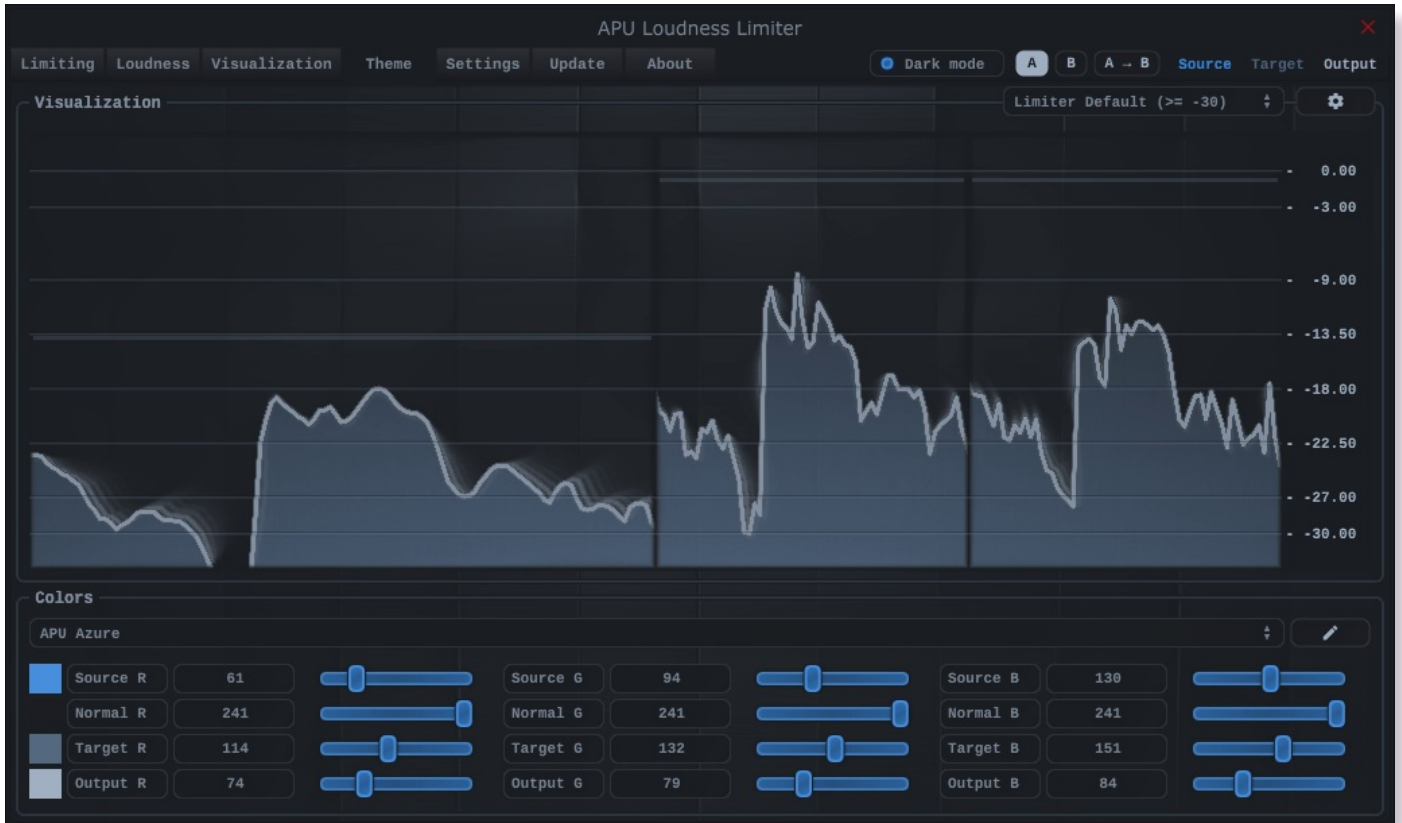 APU Loudness Limiter
Limiting Loudness Visualization Theme Settings Update About Dark mode A B A → B Source Target Output
Visualization Limiter Default (>= -30)
- 0.00
- -3.00
- -9.00
- -13.50
- -18.00
- -22.50
- -27.00
- -30.00
Colors
APU Azure
Source R 61 Source G 94 Source B 130
Normal R 241 Normal G 241 Normal B 241
Target R 114 Target G 132 Target B 151
Output R 74 Output G 79 Output B 84